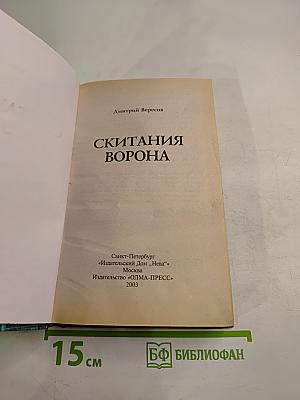 Дмитрий Вересов
СКИТАНИЯ
ВОРОНА
Санкт-Петербург
«Издательский Дом „Нева“»
Москва
Издательство «ОЛМА-ПРЕСС»
2003
15 см
БФ БИБЛИОФАН